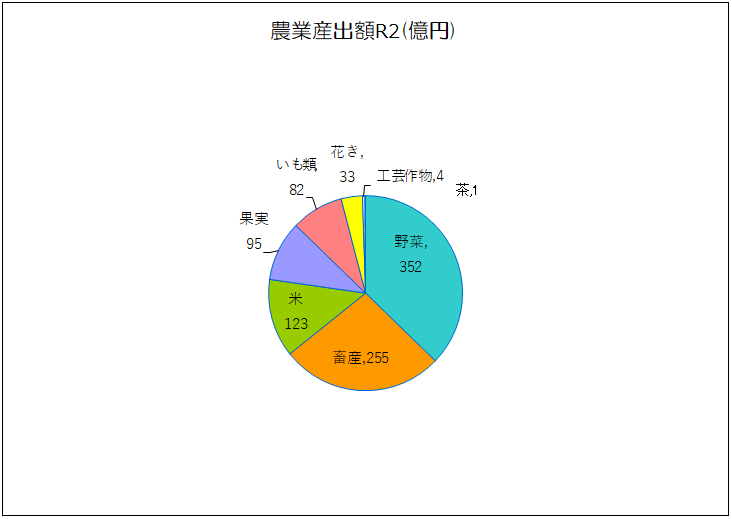 農業産出額R2(億円)
花き,
33
いも類,
82
工芸作物,4
茶,1
果実
95
野菜,
352
米
123
畜産,255